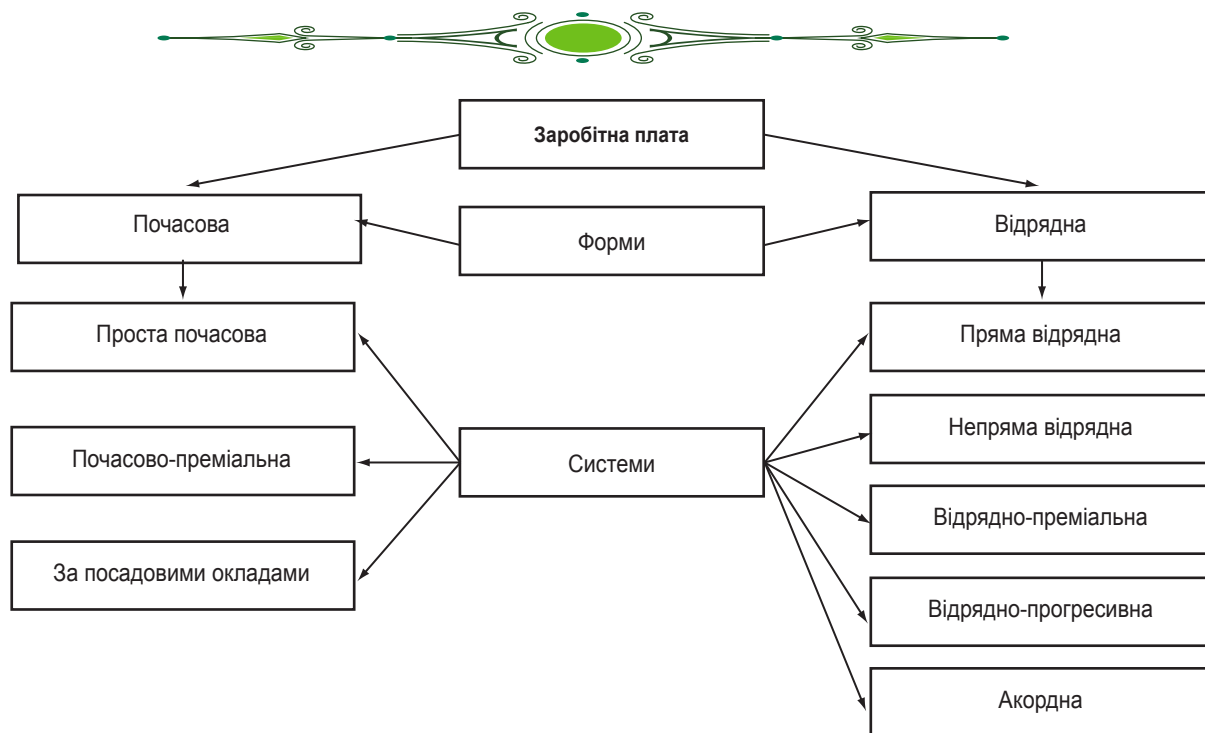 Заробітна плата
Почасова
Форми
Відрядна
Проста почасова
Пряма відрядна
Почасово-преміальна
Системи
Непряма відрядна
Відрядно-преміальна
За посадовими окладами
Відрядно-прогресивна
Акордна